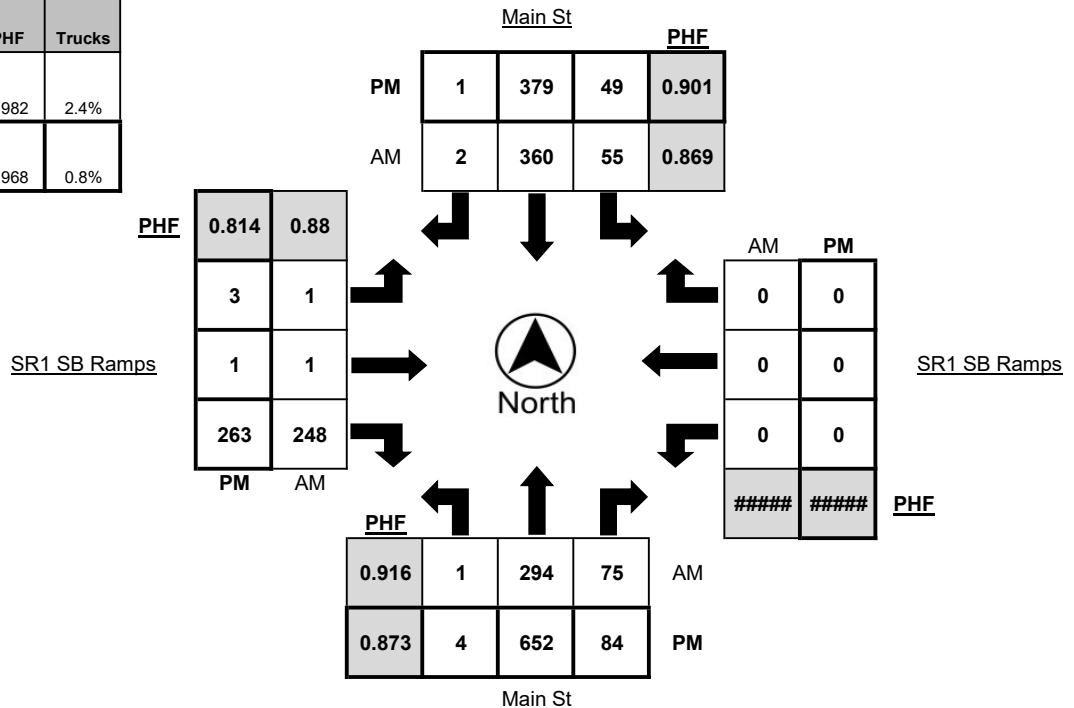 Trucks
2.4%
0.8%
Main St
PHF
PM 1 379 49 0.901
AM 2 360 55 0.869
PHF 0.814 0.88
3 1
1 1
263 248
PM AM
SR1 SB Ramps
North
AM PM
0 0
0 0
0 0
##### ##### PHF
SR1 SB Ramps
PHF
0.916 1 294 75 AM
0.873 4 652 84 PM
Main St